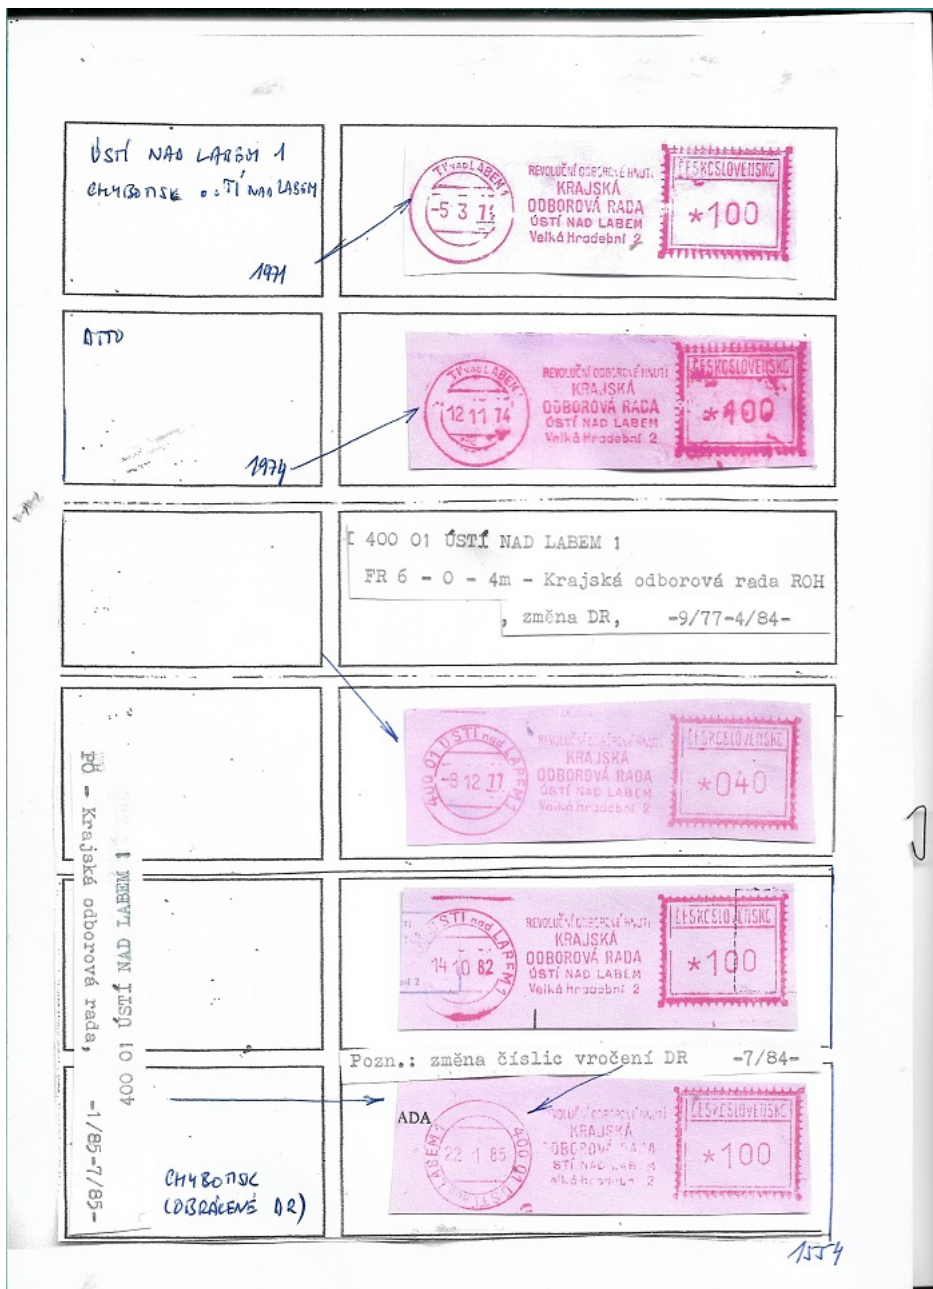 ÚSTÍ NAD LABEM 1
CHYBOTISK ..TÍ NAD LABEM
1971
TÍ NAD LABEM 1
-5 3 71
REVOLUČNÍ ODBOROVÉ HNUTÍ
KRAJSKÁ
ODBOROVÁ RADA
ÚSTÍ NAD LABEM
Velká Hradební 2
ČESKOSLOVENSKO
*100
DTTO
1974
TÍ NAD LABEM 1
12 11 74
REVOLUČNÍ ODBOROVÉ HNUTÍ
KRAJSKÁ
ODBOROVÁ RADA
ÚSTÍ NAD LABEM
Velká Hradební 2
ČESKOSLOVENSKO
*100
400 01 ÚSTÍ NAD LABEM 1
FR 6 - O - 4m - Krajská odborová rada ROH
, změna DR, -9/77-4/84-
400 01 ÚSTÍ nad LABEM 1
-8 12 77
REVOLUČNÍ ODBOROVÉ HNUTÍ
KRAJSKÁ
ODBOROVÁ RADA
ÚSTÍ NAD LABEM
Velká Hradební 2
ČESKOSLOVENSKO
*040
PÖ - Krajská odborová rada, -1/85-7/85-
400 01 ÚSTÍ NAD LABEM 1
ÚSTÍ nad LABEM 1
14 10 82
REVOLUČNÍ ODBOROVÉ HNUTÍ
KRAJSKÁ
ODBOROVÁ RADA
ÚSTÍ NAD LABEM
Velká Hradební 2
ČESKOSLOVENSKO
*100
Pozn.: změna číslic vročení DR -7/84-
ADA
400 01 ÚSTÍ nad LABEM 1
22 1 85
KRAJSKÁ
ČESKOSLOVENSKO
*100
CHYBOTISK
(OBRÁCENÉ DR)
1554